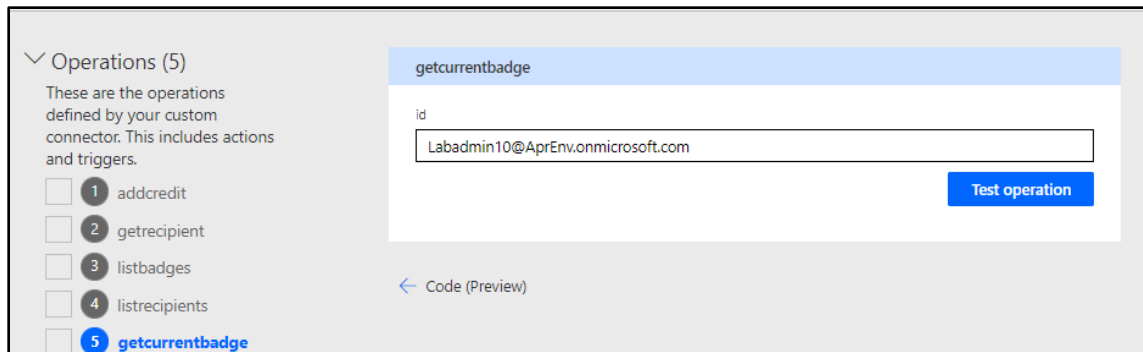 Operations (5)
These are the operations
defined by your custom
connector. This includes actions
and triggers.
1 addcredit
2 getrecipient
3 listbadges
4 listrecipients
5 getcurrentbadge
getcurrentbadge
id
Labadmin10@AprEnv.onmicrosoft.com
Test operation
Code (Preview)